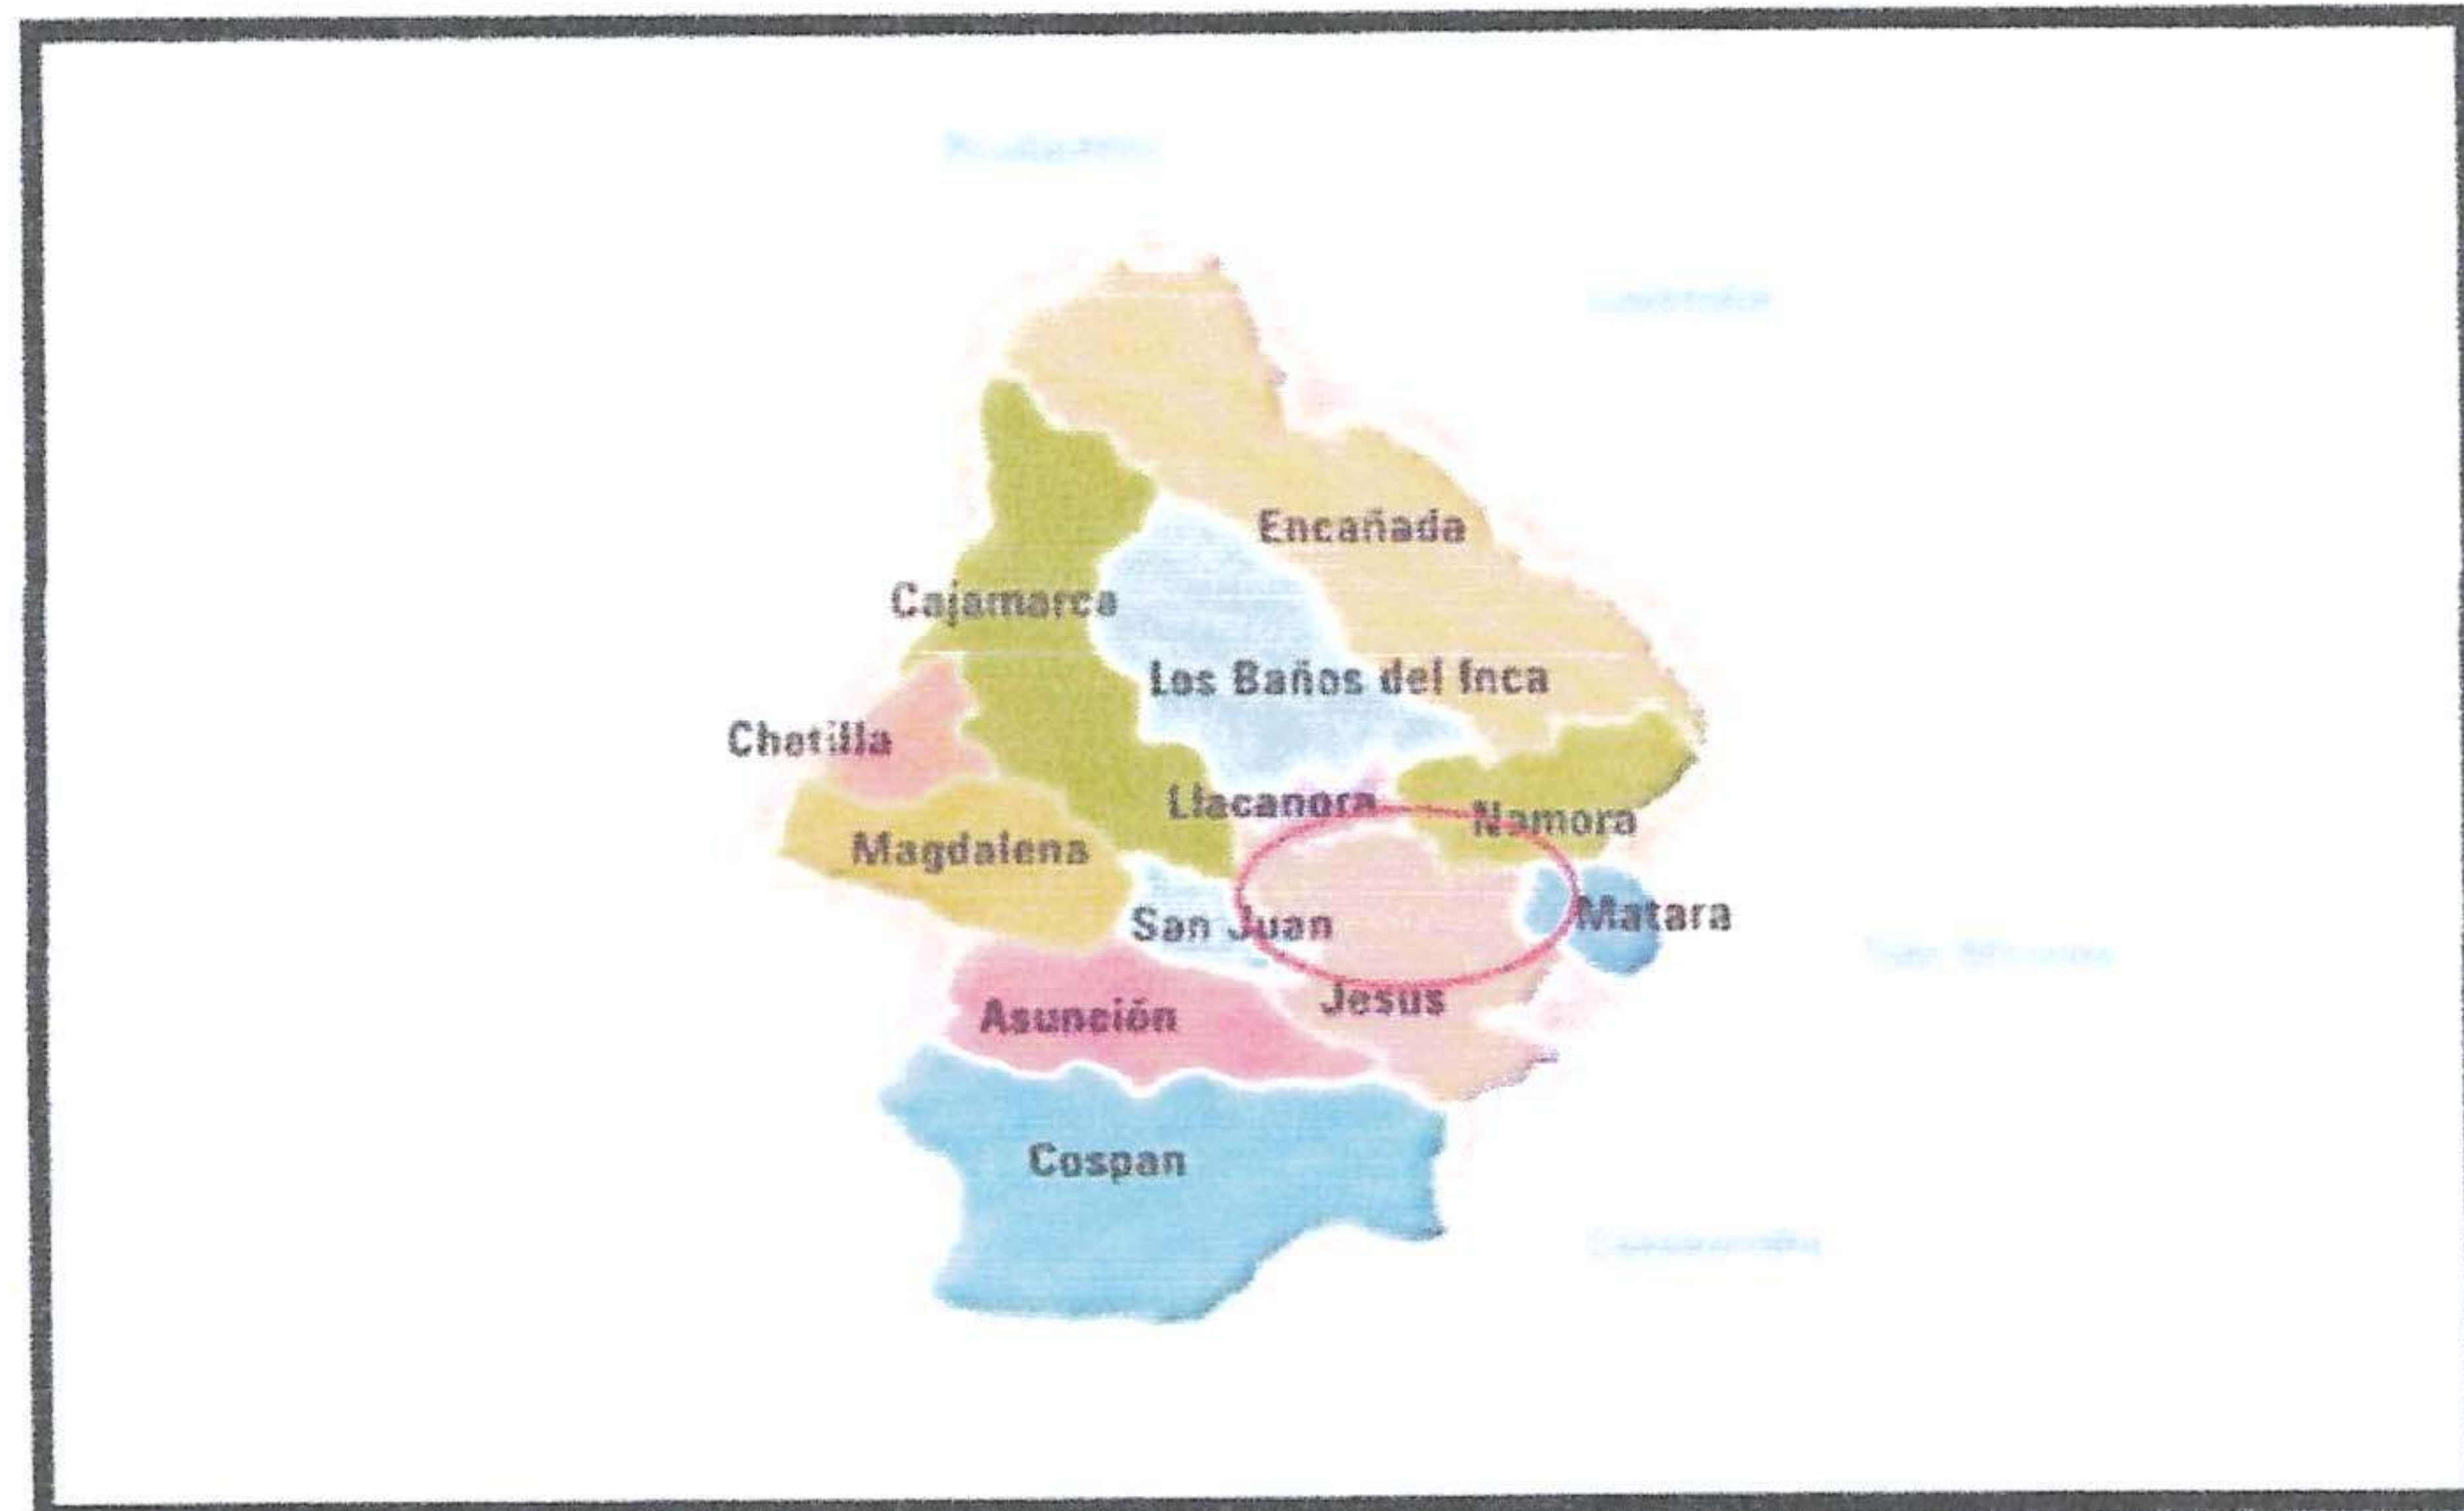 Encañada
Cajamarca
Los Baños del Inca
Chetilla
Llacanora
Namora
Magdalena
San Juan
Matara
Jesus
Asunción
Cospan